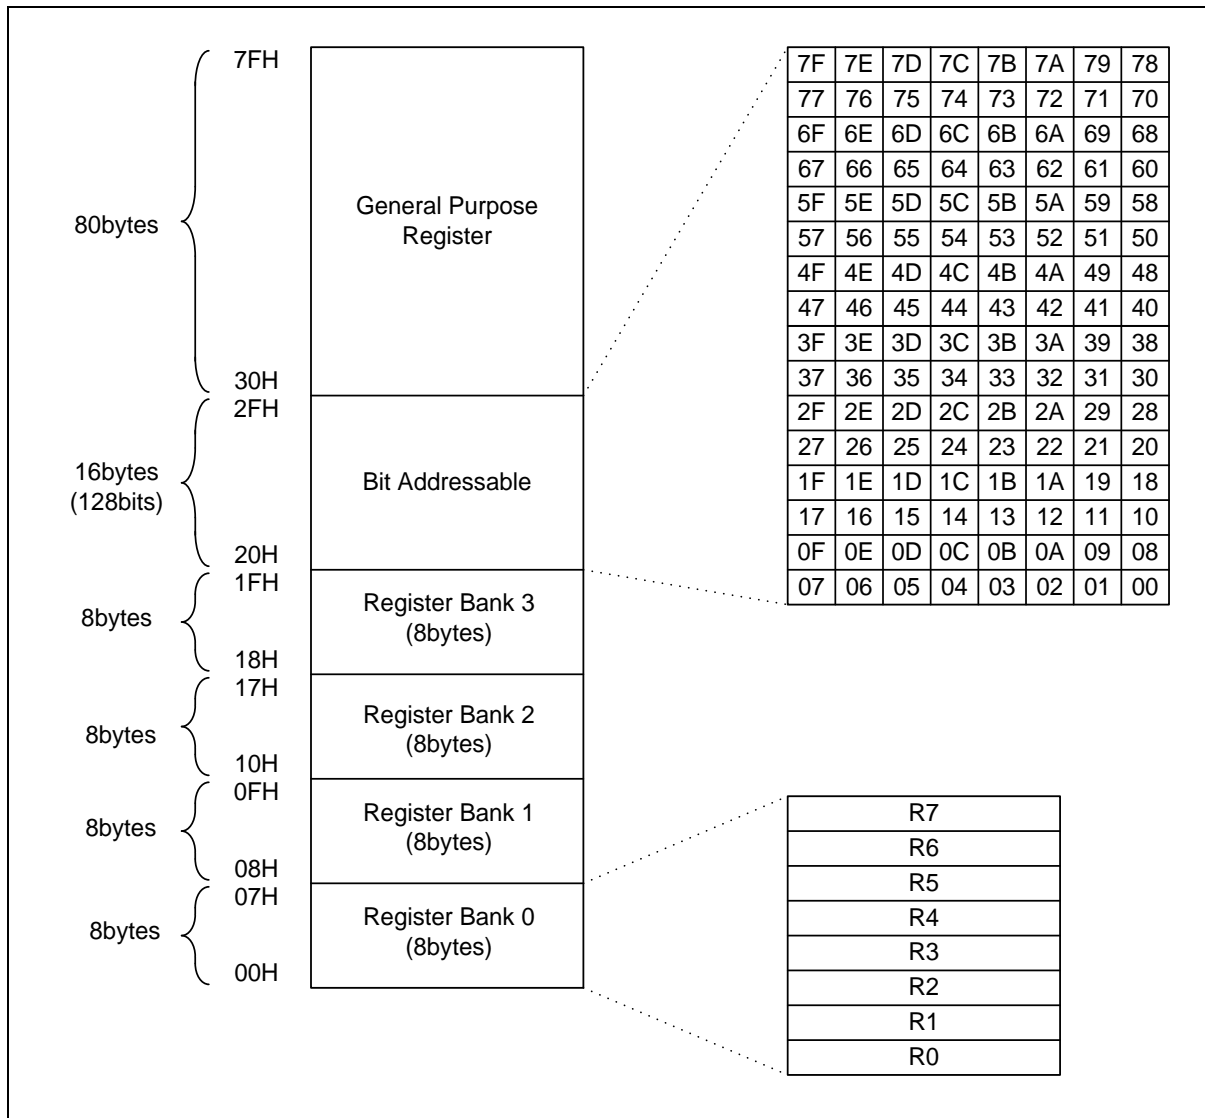 7FH
80bytes
General Purpose
Register
30H
2FH
16bytes
(128bits)
Bit Addressable
20H
1FH
8bytes
Register Bank 3
(8bytes)
18H
17H
8bytes
Register Bank 2
(8bytes)
10H
0FH
8bytes
Register Bank 1
(8bytes)
08H
07H
8bytes
Register Bank 0
(8bytes)
00H
7F 7E 7D 7C 7B 7A 79 78
77 76 75 74 73 72 71 70
6F 6E 6D 6C 6B 6A 69 68
67 66 65 64 63 62 61 60
5F 5E 5D 5C 5B 5A 59 58
57 56 55 54 53 52 51 50
4F 4E 4D 4C 4B 4A 49 48
47 46 45 44 43 42 41 40
3F 3E 3D 3C 3B 3A 39 38
37 36 35 34 33 32 31 30
2F 2E 2D 2C 2B 2A 29 28
27 26 25 24 23 22 21 20
1F 1E 1D 1C 1B 1A 19 18
17 16 15 14 13 12 11 10
0F 0E 0D 0C 0B 0A 09 08
07 06 05 04 03 02 01 00
R7
R6
R5
R4
R3
R2
R1
R0